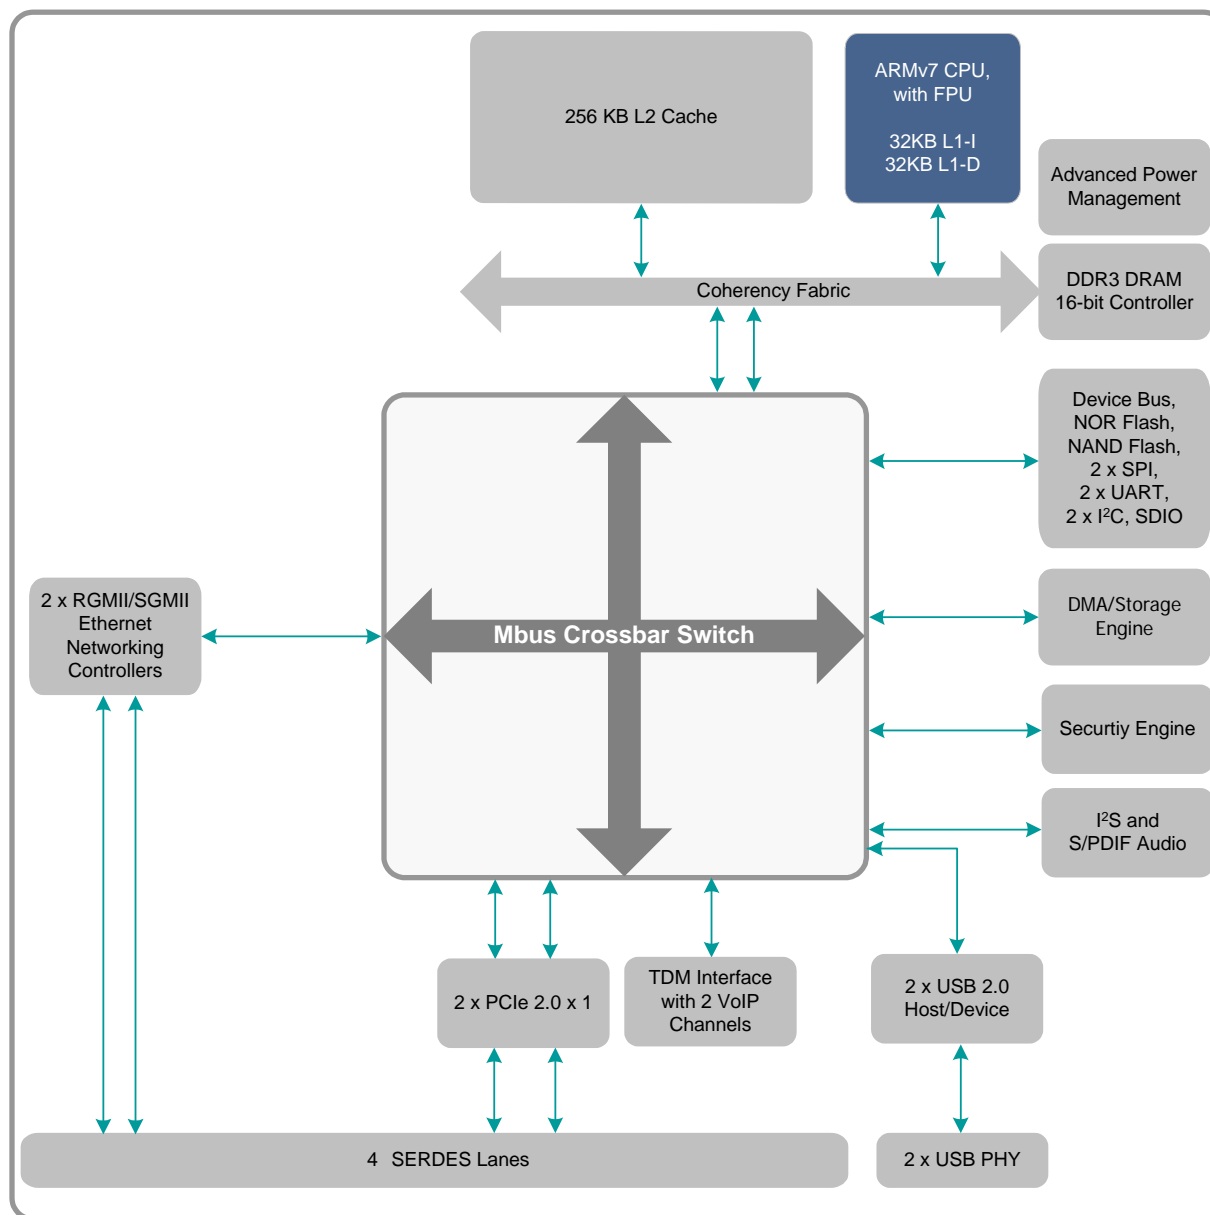 256 KB L2 Cache
ARMv7 CPU,
with FPU
32KB L1-I
32KB L1-D
Advanced Power
Management
Coherency Fabric
DDR3 DRAM
16-bit Controller
Device Bus,
NOR Flash,
NAND Flash,
2 x SPI,
2 x UART,
2 x I²C, SDIO
2 x RGMII/SGMII
Ethernet
Networking
Controllers
Mbus Crossbar Switch
DMA/Storage
Engine
Securtiy Engine
I²S and
S/PDIF Audio
2 x PCIe 2.0 x 1
TDM Interface
with 2 VoIP
Channels
2 x USB 2.0
Host/Device
4 SERDES Lanes
2 x USB PHY